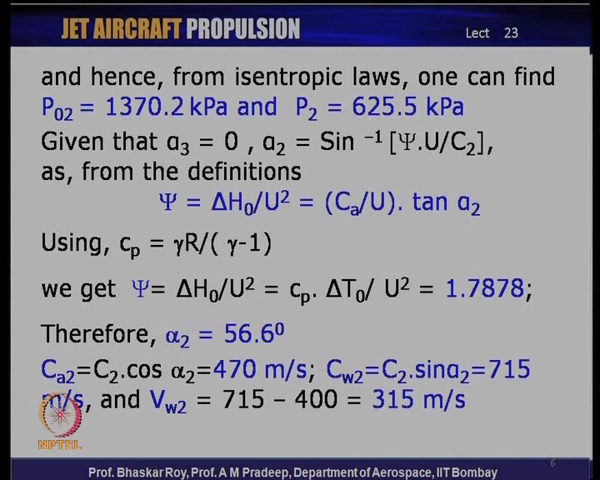 JET AIRCRAFT PROPULSION
Lect 23
and hence, from isentropic laws, one can find
P₀₂ = 1370.2 kPa and P₂ = 625.5 kPa
Given that α₃ = 0 , α₂ = Sin ⁻¹ [Ψ.U/C₂],
as, from the definitions
Ψ = ΔH₀/U² = (Cₐ/U). tan α₂
Using, cₚ = γR/( γ-1)
we get Ψ= ΔH₀/U² = cₚ. ΔT₀/ U² = 1.7878;
Therefore, α₂ = 56.6⁰
Cₐ₂=C₂.cos α₂=470 m/s; C_w2=C₂.sinα₂=715
m/s, and V_w2 = 715 – 400 = 315 m/s
NPTEL
6
Prof. Bhaskar Roy, Prof. A M Pradeep, Department of Aerospace, IIT Bombay